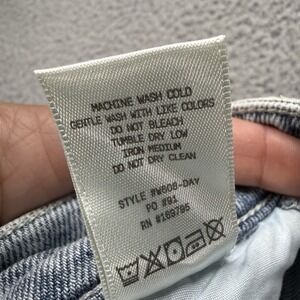 MACHINE WASH COLD
GENTLE WASH WITH LIKE COLORS
DO NOT BLEACH
TUMBLE DRY LOW
IRON MEDIUM
DO NOT DRY CLEAN
STYLE #W608-DAY
PO #91
RN #169795